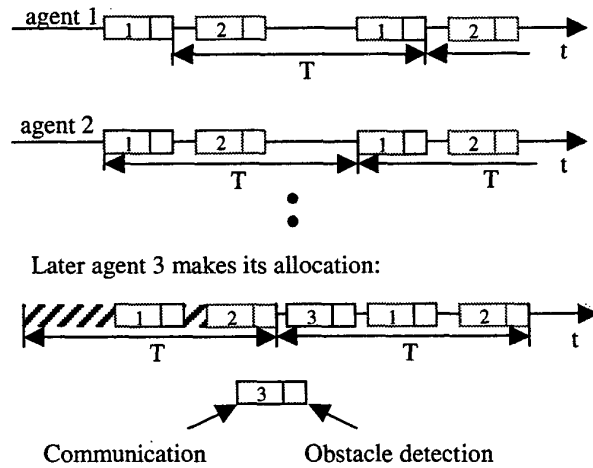 agent 1
1 2 1 2
T t
agent 2
1 2 1 2
T T t
Later agent 3 makes its allocation:
1 2 3 1 2
T T t
3
Communication Obstacle detection